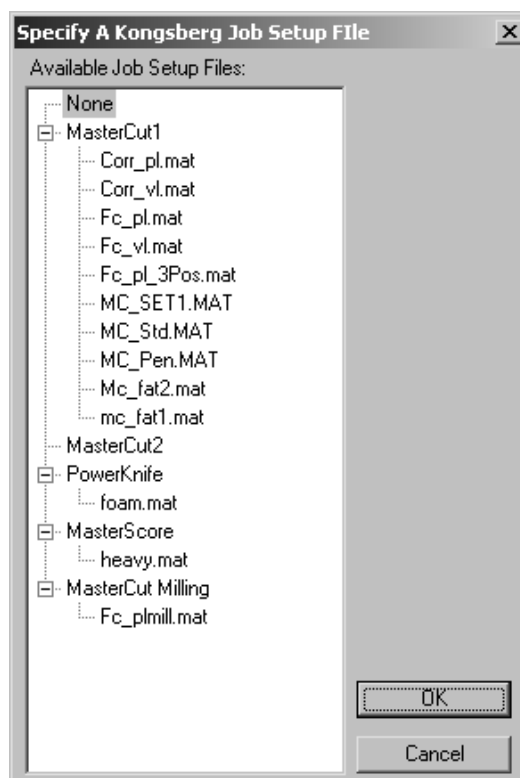 Specify A Kongsberg Job Setup FIle
Available Job Setup Files:
None
MasterCut1
Corr_pl.mat
Corr_vl.mat
Fc_pl.mat
Fc_vl.mat
Fc_pl_3Pos.mat
MC_SET1.MAT
MC_Std.MAT
MC_Pen.MAT
Mc_fat2.mat
mc_fat1.mat
MasterCut2
PowerKnife
foam.mat
MasterScore
heavy.mat
MasterCut Milling
Fc_plmill.mat
OK
Cancel